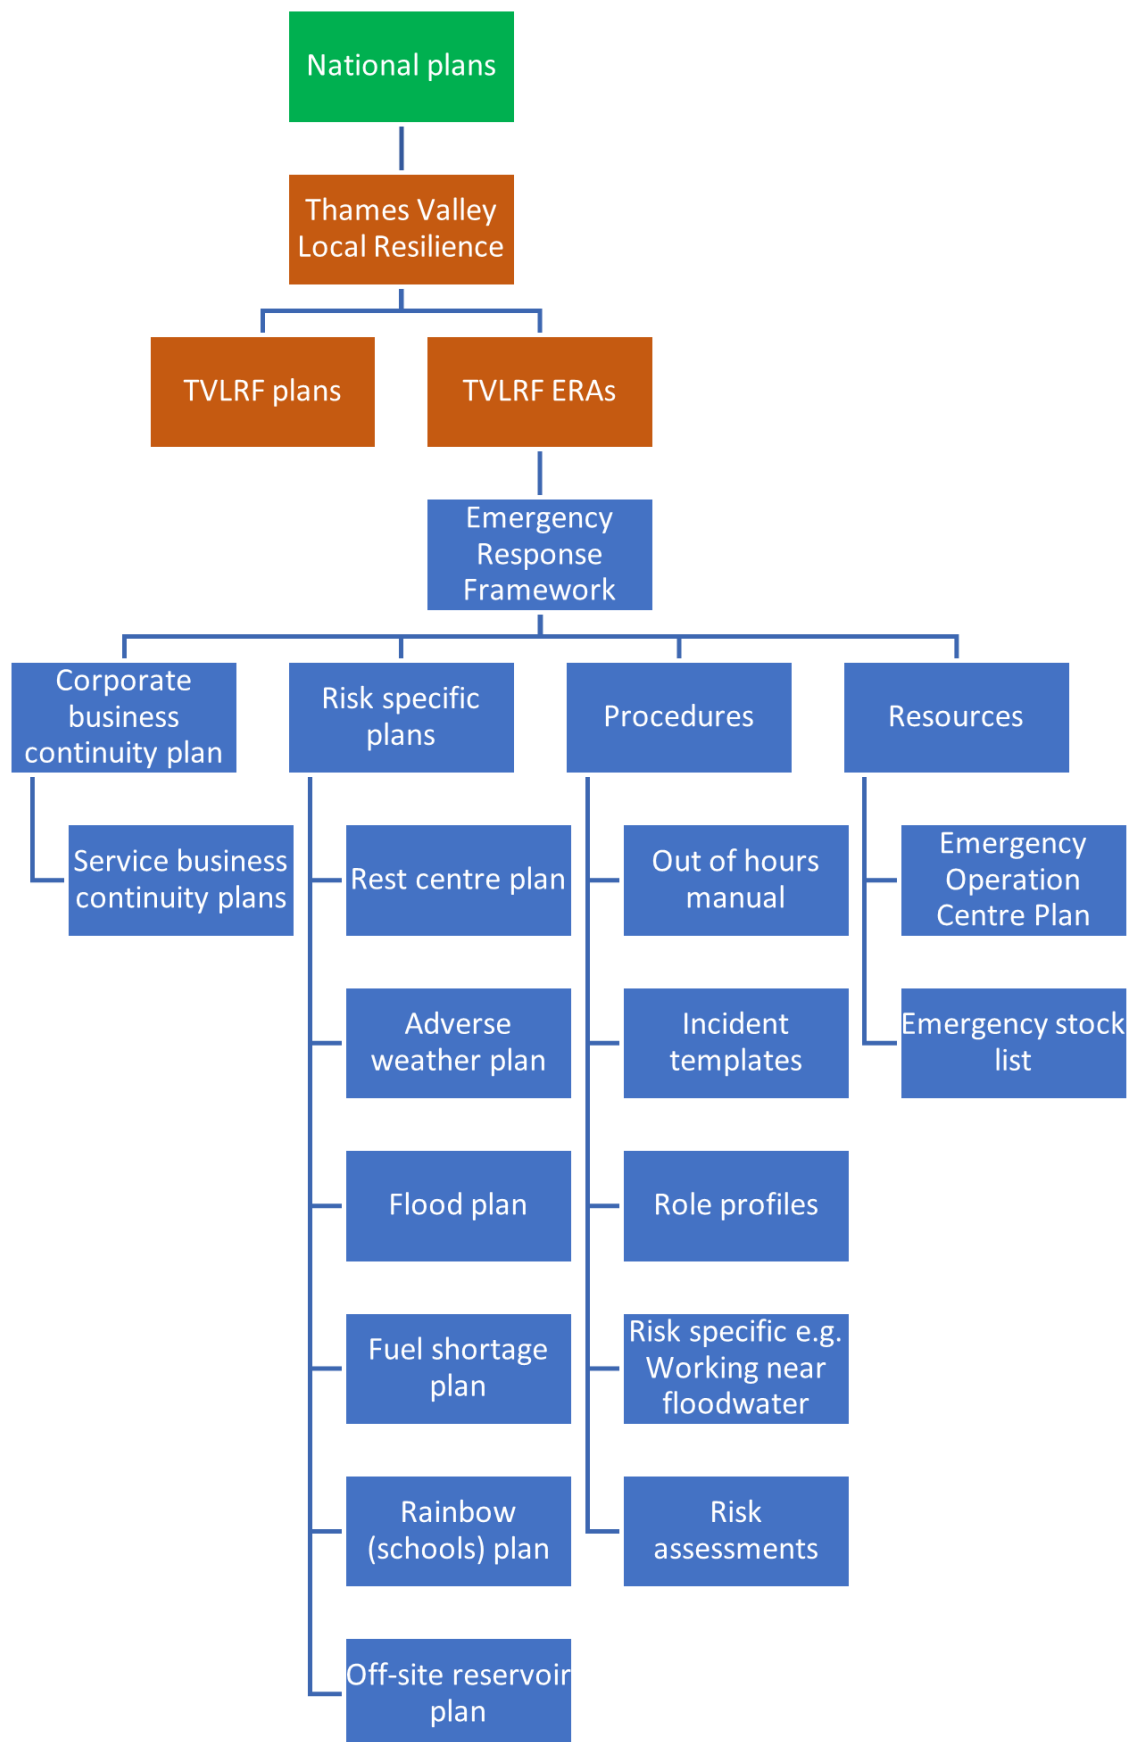 National plans
Thames Valley
Local Resilience
TVLRF plans
TVLRF ERAs
Emergency
Response
Framework
Corporate
business
continuity plan
Risk specific
plans
Procedures
Resources
Service business
continuity plans
Rest centre plan
Out of hours
manual
Emergency
Operation
Centre Plan
Adverse
weather plan
Incident
templates
Emergency stock
list
Flood plan
Role profiles
Fuel shortage
plan
Risk specific e.g.
Working near
floodwater
Rainbow
(schools) plan
Risk
assessments
Off-site reservoir
plan